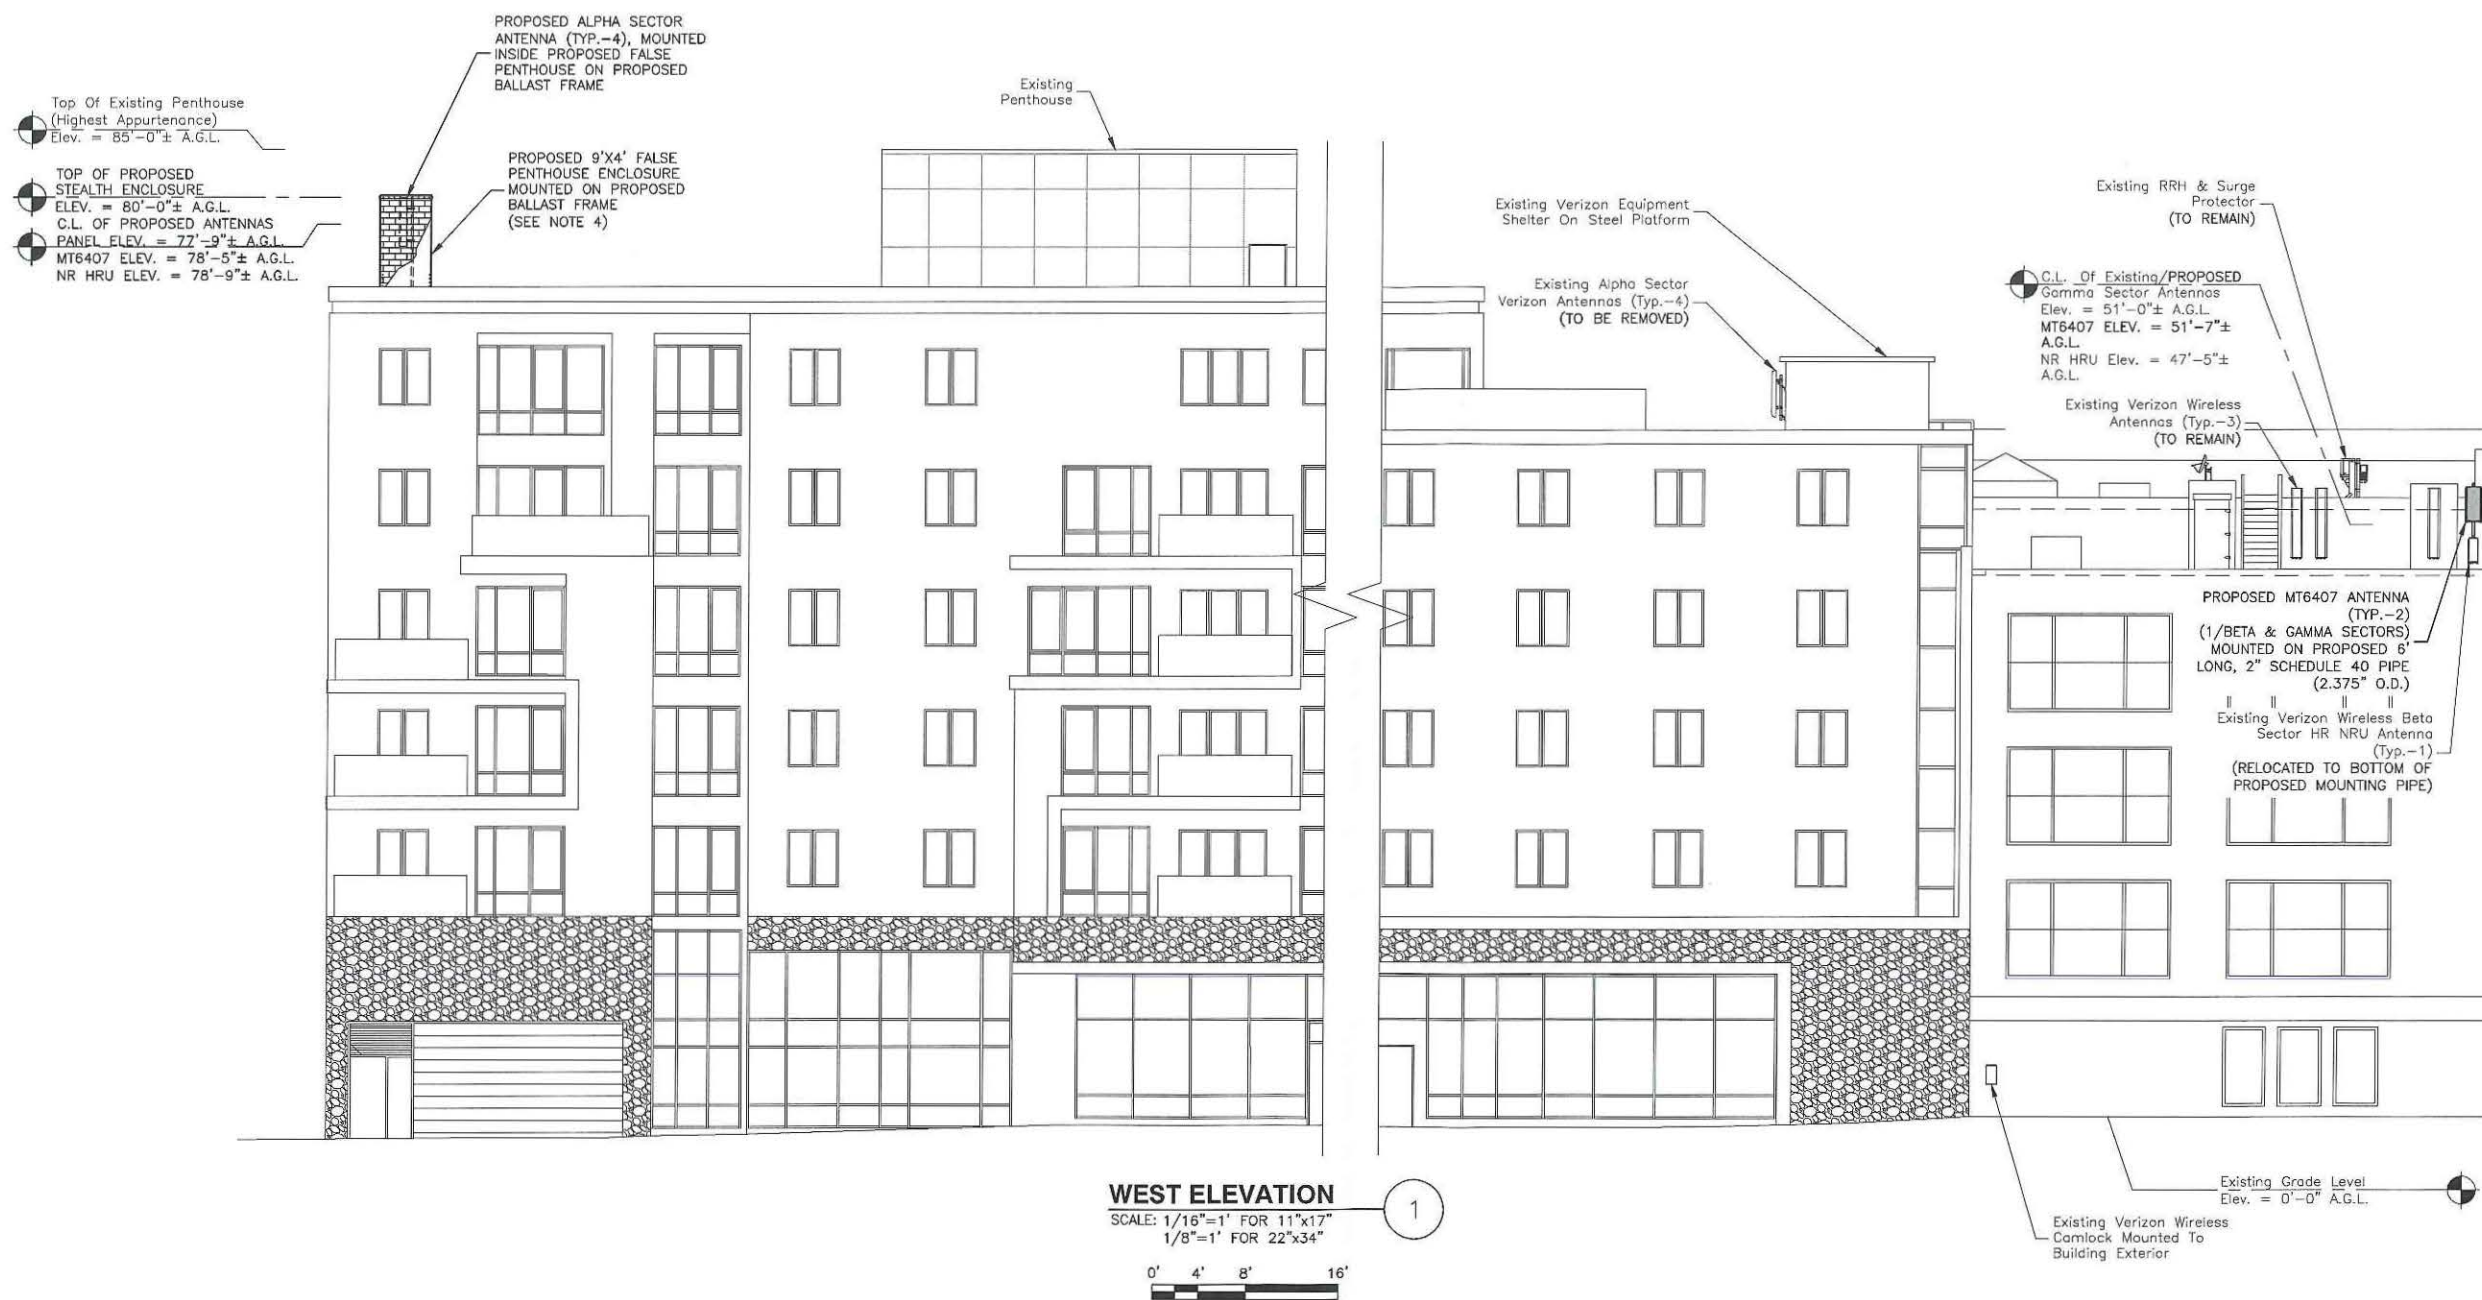 PROPOSED ALPHA SECTOR
ANTENNA (TYP.-4), MOUNTED
INSIDE PROPOSED FALSE
PENTHOUSE ON PROPOSED
BALLAST FRAME
Top Of Existing Penthouse
(Highest Appurtenance)
Elev. = 85'-0"± A.G.L.
TOP OF PROPOSED
STEALTH ENCLOSURE
ELEV. = 80'-0"± A.G.L.
C.L. OF PROPOSED ANTENNAS
PANEL ELEV. = 77'-9"± A.G.L.
MT6407 ELEV. = 78'-5"± A.G.L.
NR HRU ELEV. = 78'-9"± A.G.L.
PROPOSED 9'X4' FALSE
PENTHOUSE ENCLOSURE
MOUNTED ON PROPOSED
BALLAST FRAME
(SEE NOTE 4)
Existing
Penthouse
Existing Verizon Equipment
Shelter On Steel Platform
Existing Alpha Sector
Verizon Antennas (Typ.-4)
(TO BE REMOVED)
Existing RRH & Surge
Protector
(TO REMAIN)
C.L. Of Existing/PROPOSED
Gamma Sector Antennas
Elev. = 51'-0"± A.G.L.
MT6407 ELEV. = 51'-7"±
A.G.L.
NR HRU Elev. = 47'-5"±
A.G.L.
Existing Verizon Wireless
Antennas (Typ.-3)
(TO REMAIN)
PROPOSED MT6407 ANTENNA
(TYP.-2)
(1/BETA & GAMMA SECTORS)
MOUNTED ON PROPOSED 6'
LONG, 2" SCHEDULE 40 PIPE
(2.375" O.D.)
Existing Verizon Wireless Beta
Sector HR NRU Antenna
(Typ.-1)
(RELOCATED TO BOTTOM OF
PROPOSED MOUNTING PIPE)
Existing Grade Level
Elev. = 0'-0" A.G.L.
Existing Verizon Wireless
Camlock Mounted To
Building Exterior
WEST ELEVATION
1
SCALE: 1/16"=1' FOR 11"x17"
1/8"=1' FOR 22"x34"
0' 4' 8' 16'